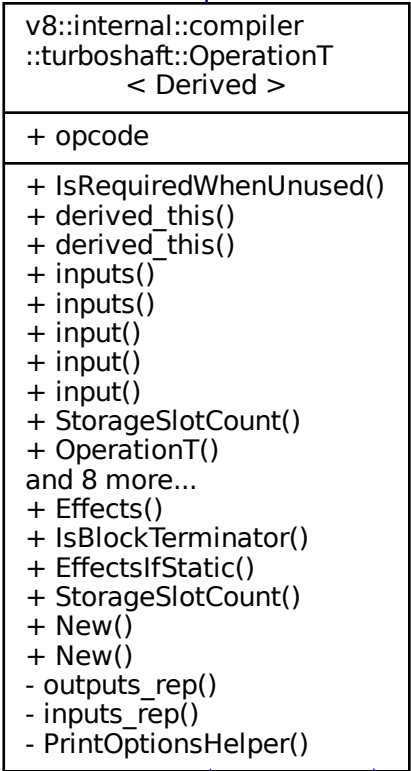 v8::internal::compiler
::turboshaft::OperationT
< Derived >
+ opcode
+ IsRequiredWhenUnused()
+ derived_this()
+ derived_this()
+ inputs()
+ inputs()
+ input()
+ input()
+ input()
+ StorageSlotCount()
+ OperationT()
and 8 more...
+ Effects()
+ IsBlockTerminator()
+ EffectsIfStatic()
+ StorageSlotCount()
+ New()
+ New()
- outputs_rep()
- inputs_rep()
- PrintOptionsHelper()